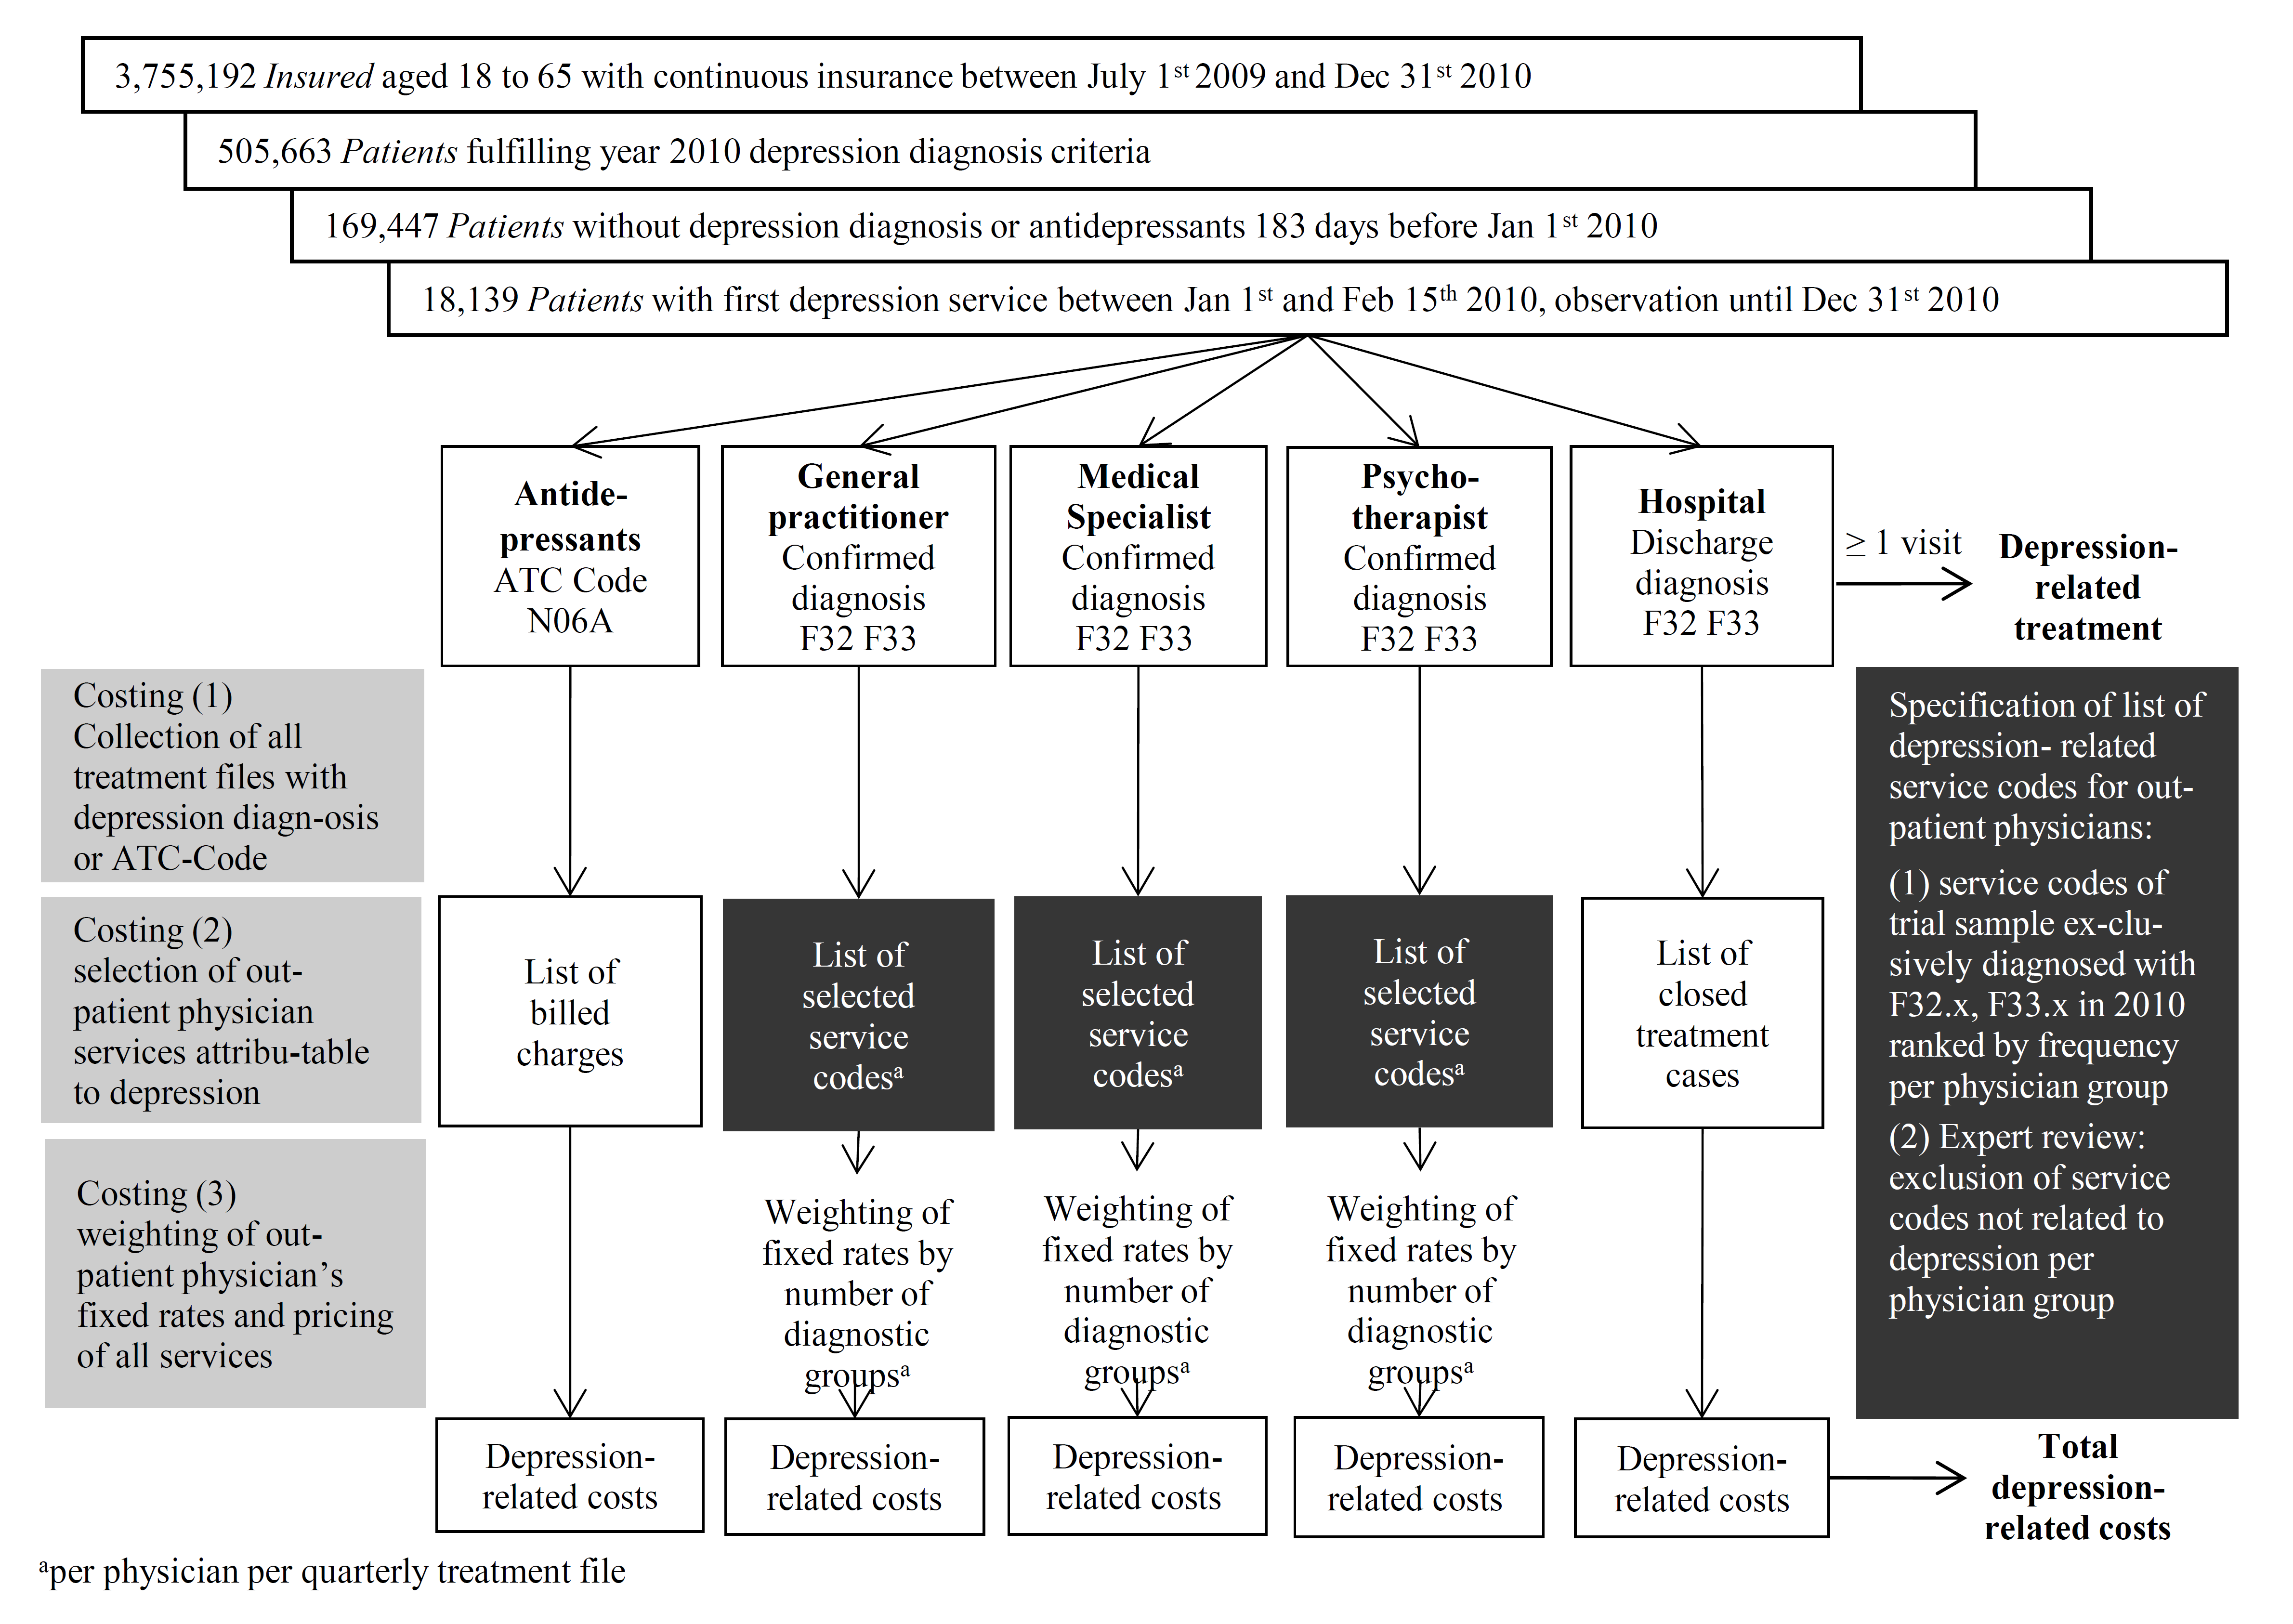 3,755,192 Insured aged 18 to 65 with continuous insurance between July 1st 2009 and Dec 31st 2010
505,663 Patients fulfilling year 2010 depression diagnosis criteria
169,447 Patients without depression diagnosis or antidepressants 183 days before Jan 1st 2010
18,139 Patients with first depression service between Jan 1st and Feb 15th 2010, observation until Dec 31st 2010
Antide-
pressants
ATC Code
N06A
General
practitioner
Confirmed
diagnosis
F32 F33
Medical
Specialist
Confirmed
diagnosis
F32 F33
Psycho-
therapist
Confirmed
diagnosis
F32 F33
Hospital
Discharge
diagnosis
F32 F33
≥ 1 visit
Depression-
related
treatment
Costing (1)
Collection of all
treatment files with
depression diagn-osis
or ATC-Code
Costing (2)
selection of out-
patient physician
services attribu-table
to depression
List of
billed
charges
List of
selected
service
codesa
List of
selected
service
codesa
List of
selected
service
codesa
List of
closed
treatment
cases
Specification of list of
depression- related
service codes for out-
patient physicians:
(1) service codes of
trial sample ex-clu-
sively diagnosed with
F32.x, F33.x in 2010
ranked by frequency
per physician group
(2) Expert review:
exclusion of service
codes not related to
depression per
physician group
Costing (3)
weighting of out-
patient physician’s
fixed rates and pricing
of all services
Weighting of
fixed rates by
number of
diagnostic
groupsa
Weighting of
fixed rates by
number of
diagnostic
groupsa
Weighting of
fixed rates by
number of
diagnostic
groupsa
Depression-
related costs
Depression-
related costs
Depression-
related costs
Depression-
related costs
Depression-
related costs
Total
depression-
related costs
aper physician per quarterly treatment file